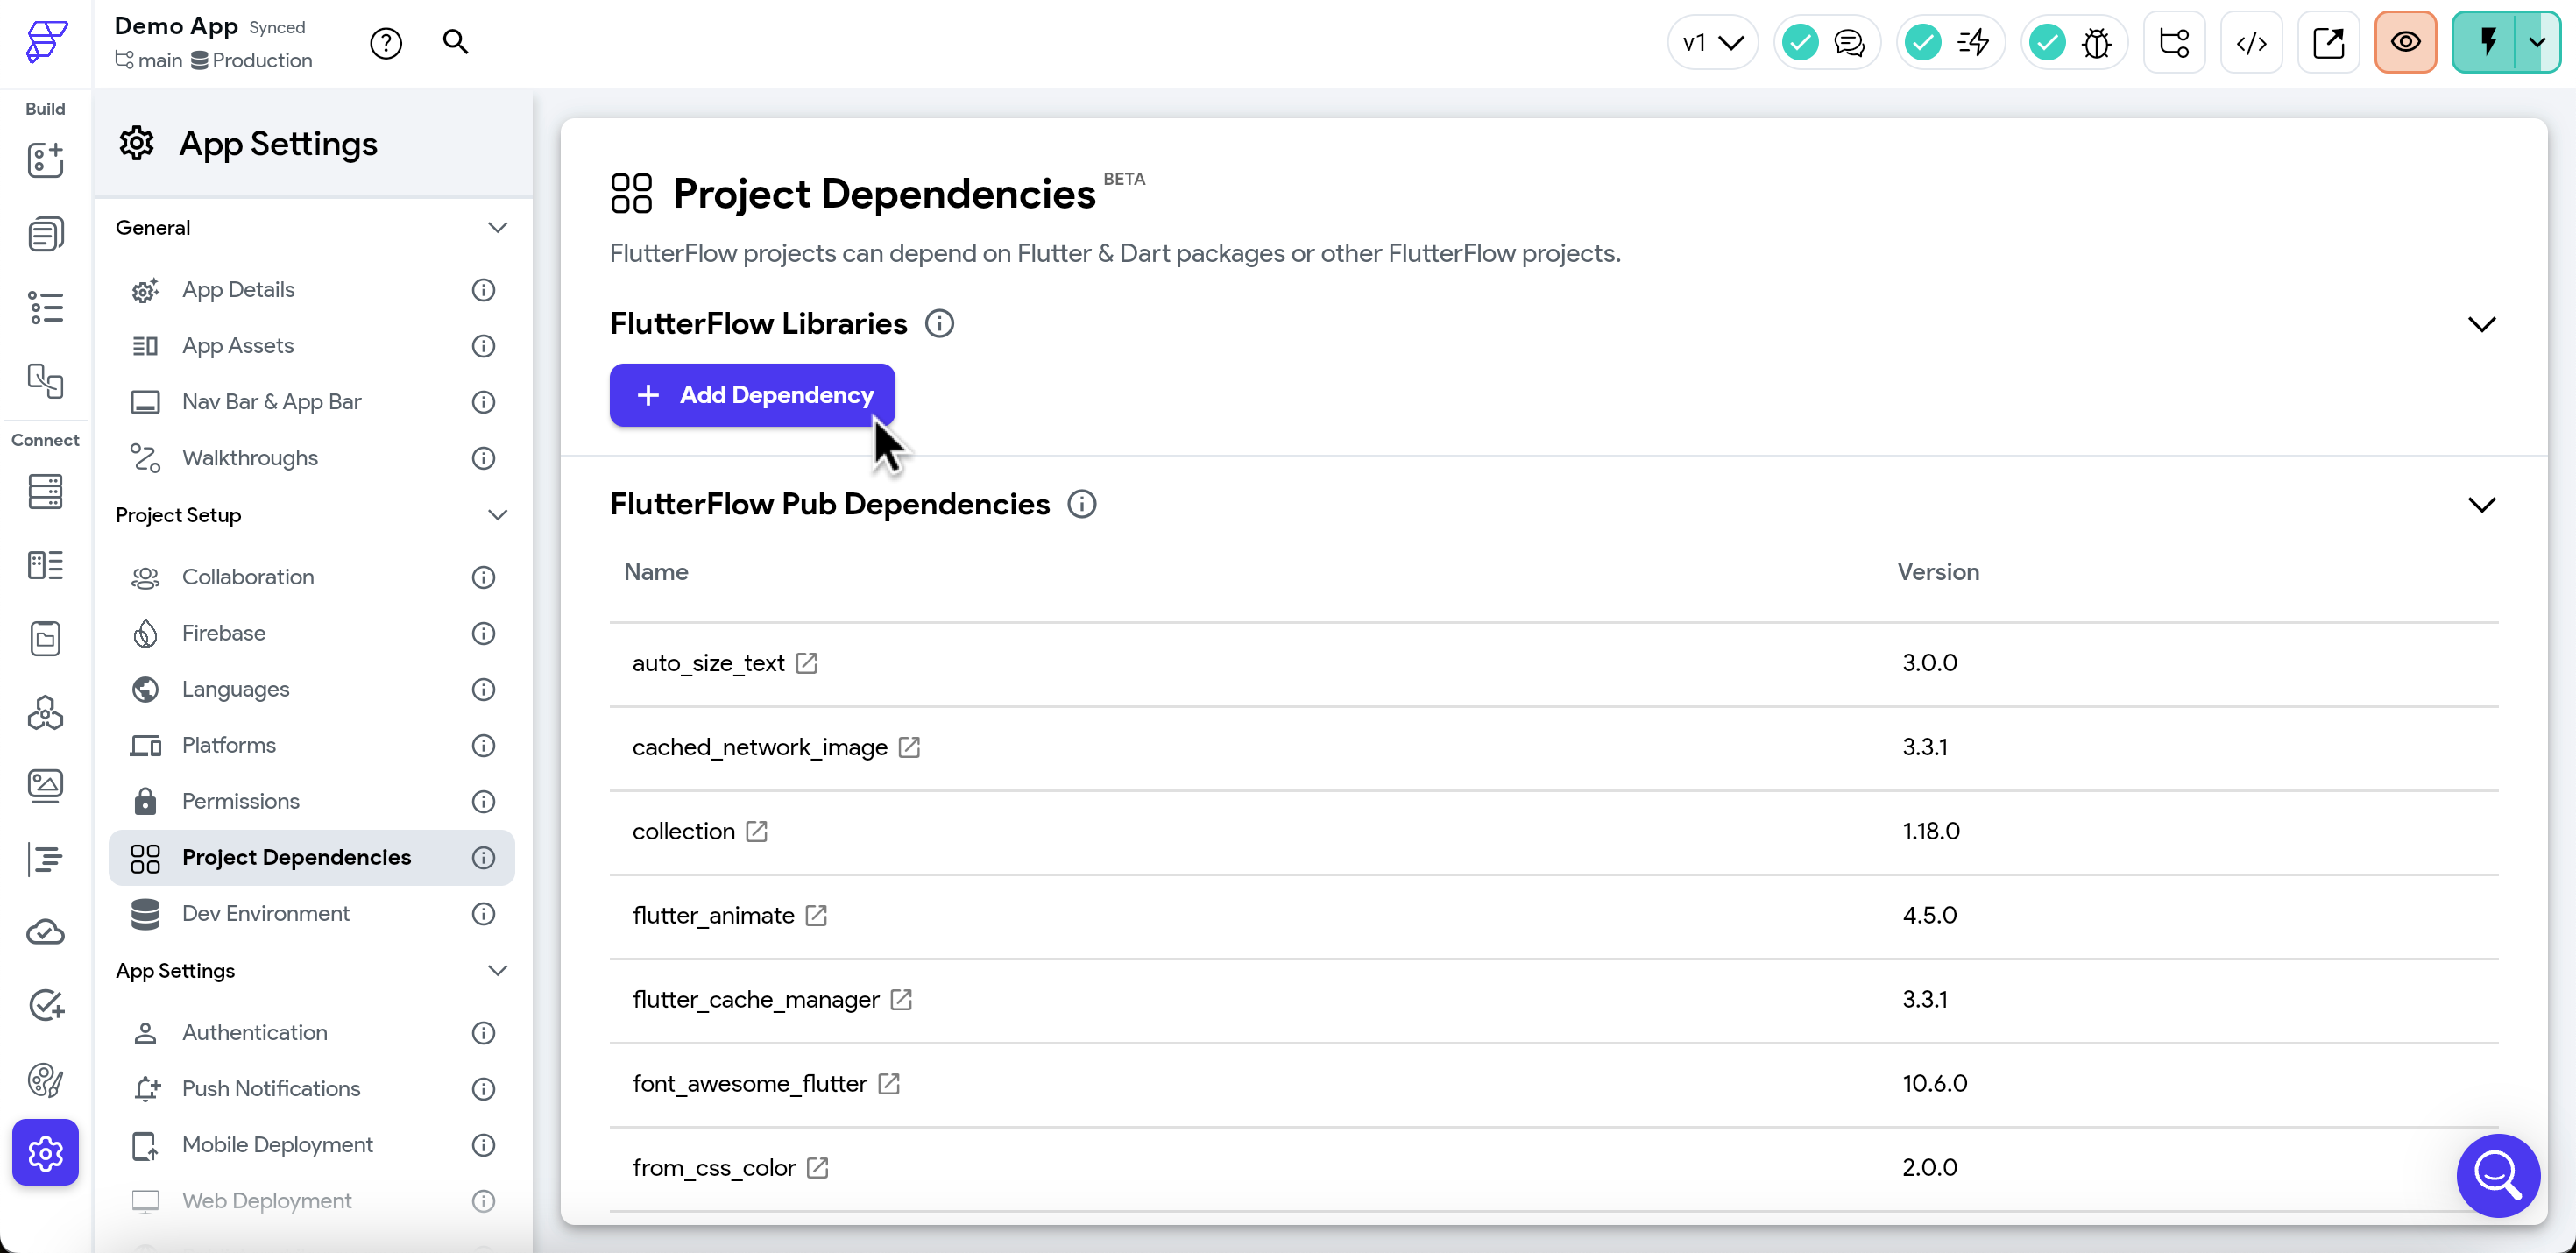 Demo App Synced
main Production
v1
Build
Connect
App Settings
General
App Details
App Assets
Nav Bar & App Bar
Walkthroughs
Project Setup
Collaboration
Firebase
Languages
Platforms
Permissions
Project Dependencies
Dev Environment
App Settings
Authentication
Push Notifications
Mobile Deployment
Web Deployment
Project Dependencies BETA
FlutterFlow projects can depend on Flutter & Dart packages or other FlutterFlow projects.
FlutterFlow Libraries
+ Add Dependency
FlutterFlow Pub Dependencies
Name Version
auto_size_text 3.0.0
cached_network_image 3.3.1
collection 1.18.0
flutter_animate 4.5.0
flutter_cache_manager 3.3.1
font_awesome_flutter 10.6.0
from_css_color 2.0.0